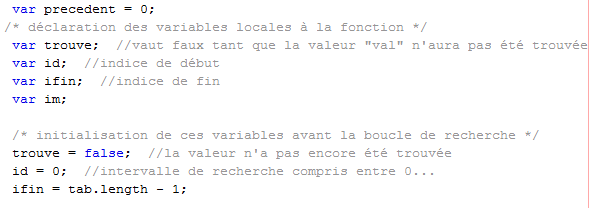 var precedent = 0;
/* déclaration des variables locales à la fonction */
var trouve;  //vaut faux tant que la valeur "val" n'aura pas été trouvée
var id;  //indice de début
var ifin;  //indice de fin
var im;
/* initialisation de ces variables avant la boucle de recherche */
trouve = false;  //la valeur n'a pas encore été trouvée
id = 0;  //intervalle de recherche compris entre 0...
ifin = tab.length - 1;